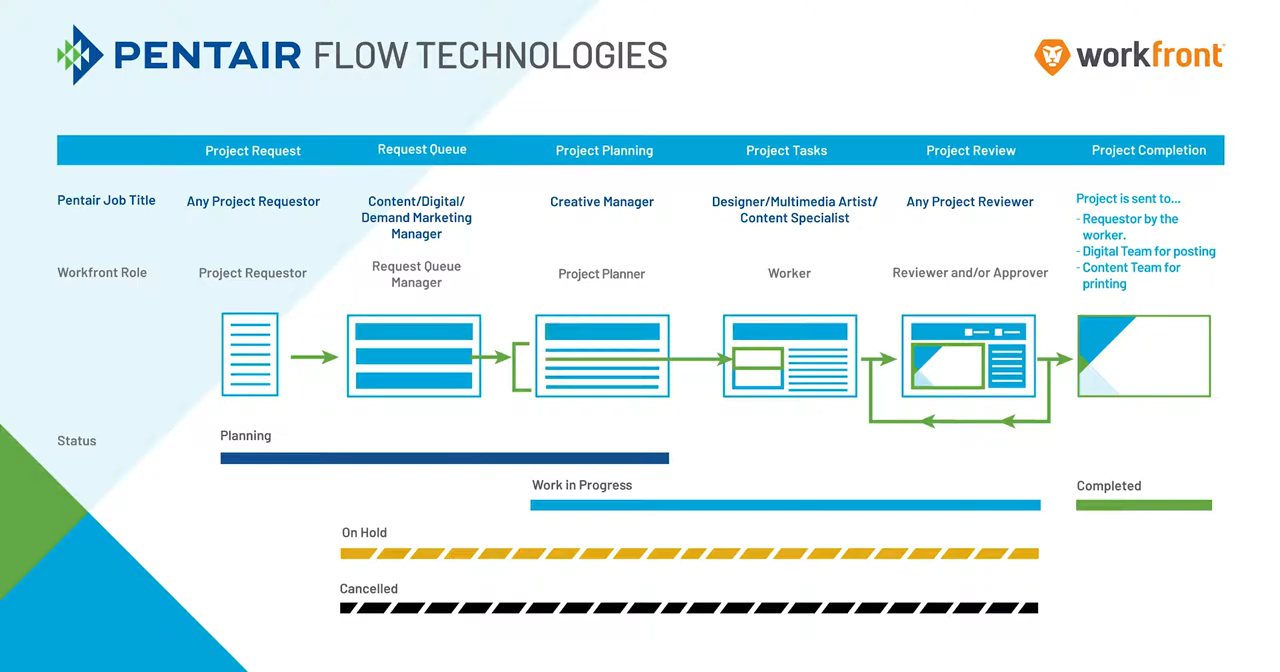 PENTAIR FLOW TECHNOLOGIES
workfront
Project Request
Request Queue
Project Planning
Project Tasks
Project Review
Project Completion
Pentair Job Title
Any Project Requestor
Content/Digital/
Demand Marketing
Manager
Creative Manager
Designer/Multimedia Artist/
Content Specialist
Any Project Reviewer
Project is sent to...
- Requestor by the
worker.
- Digital Team for posting
- Content Team for
printing
Workfront Role
Project Requestor
Request Queue
Manager
Project Planner
Worker
Reviewer and/or Approver
Status
Planning
Work in Progress
Completed
On Hold
Cancelled